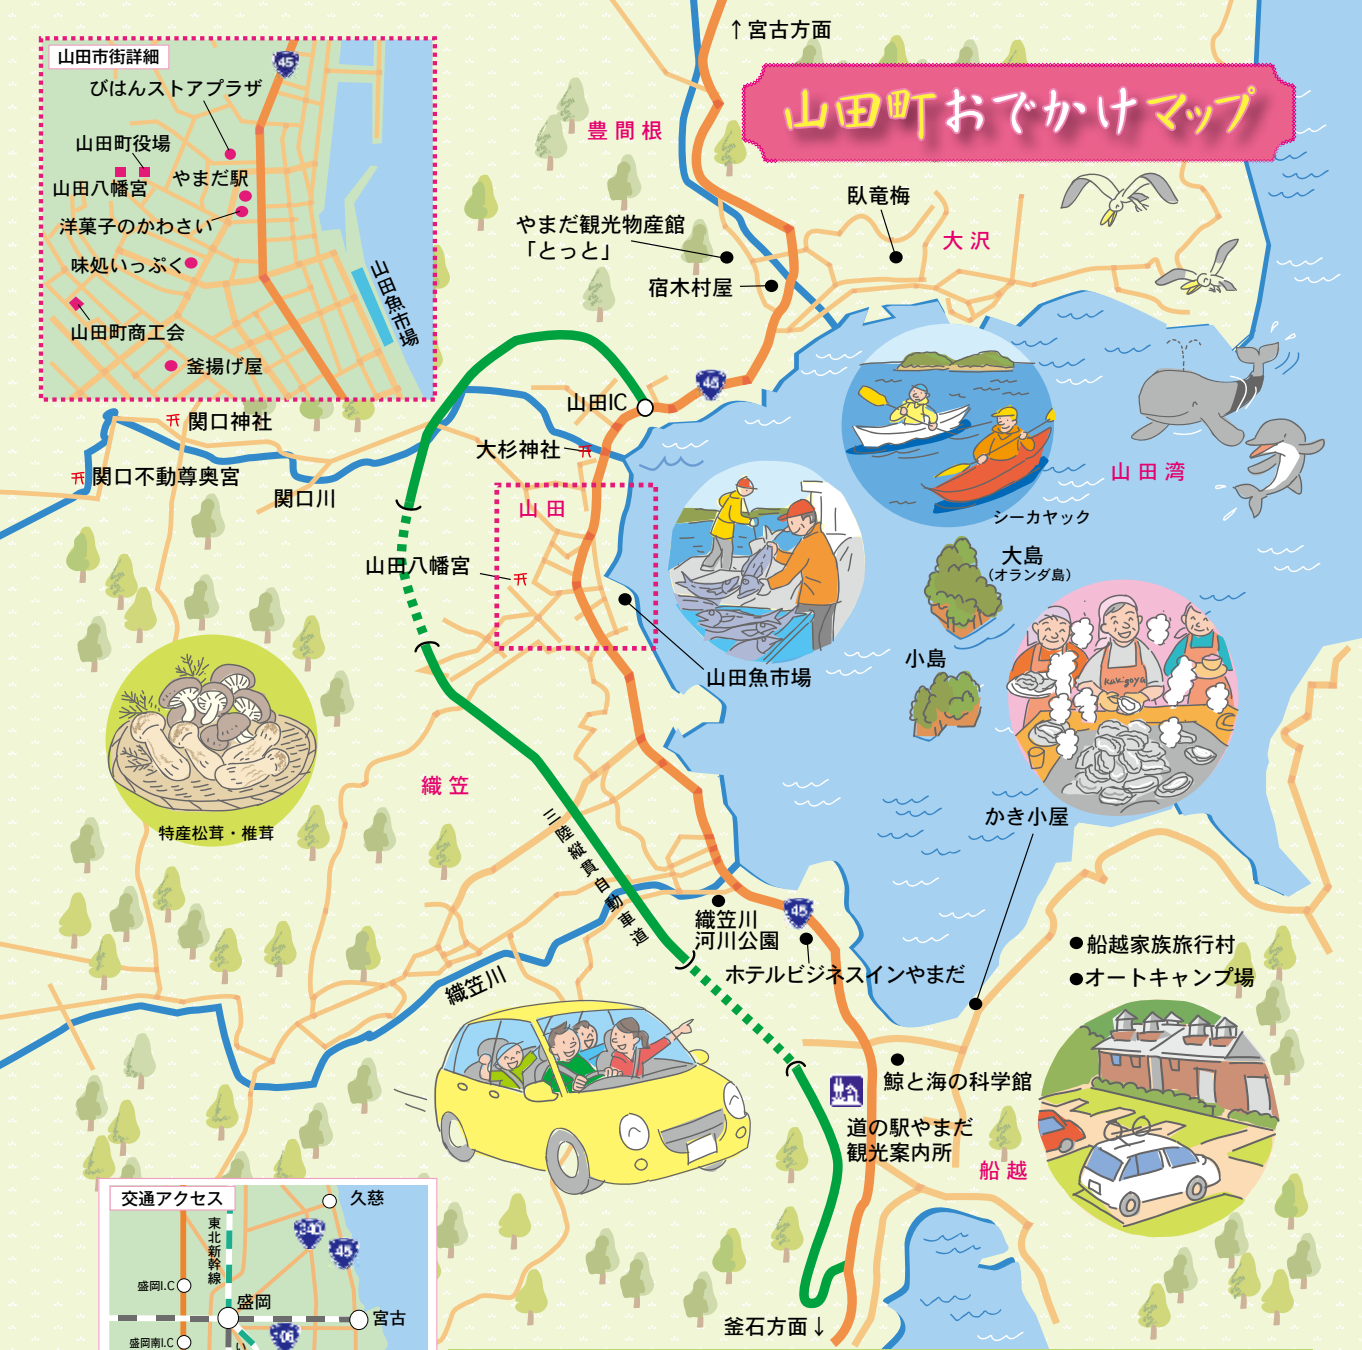 ↑宮古方面
山田町おでかけマップ
山田市街詳細
45
びはんストアプラザ
山田町役場
山田八幡宮
やまだ駅
洋菓子のかわさい
味処いっぷく
山田魚市場
山田町商工会
釜揚げ屋
豊間根
臥竜梅
大沢
やまだ観光物産館
「とっと」
宿木村屋
山田IC
45
関口神社
大杉神社
関口不動尊奥宮
関口川
山田
山田八幡宮
山田湾
シーカヤック
大島
(オランダ島)
小島
山田魚市場
kakigoya
織笠
特産松茸・椎茸
三陸縦貫自動車道
かき小屋
45
織笠川
河川公園
ホテルビジネスインやまだ
織笠川
●船越家族旅行村
●オートキャンプ場
鯨と海の科学館
道の駅やまだ
観光案内所
船越
釜石方面↓
交通アクセス
久慈
東北新幹線
340
45
盛岡I.C
盛岡
宮古
106
盛岡南I.C
い